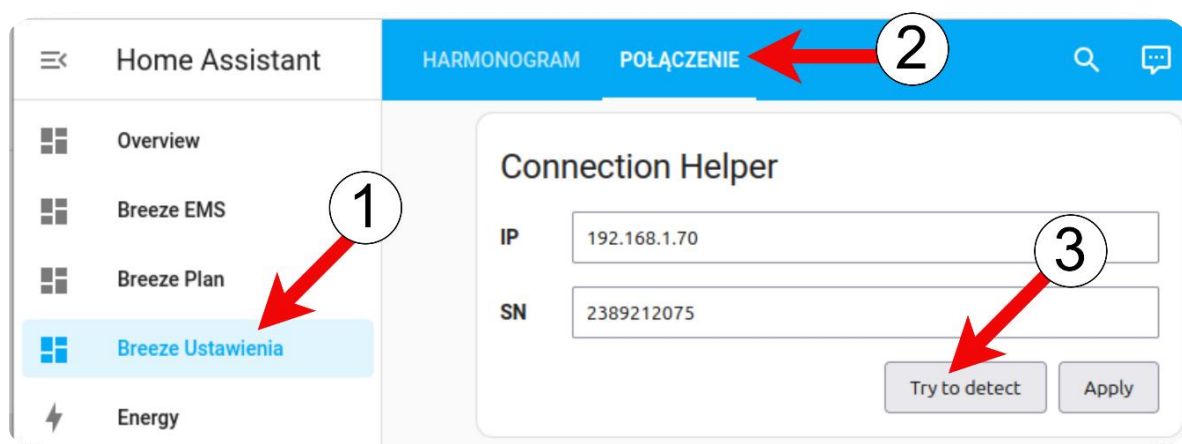 Home Assistant
HARMONOGRAM POŁĄCZENIE
2
Overview
Breeze EMS
Breeze Plan
Breeze Ustawienia
Energy
1
Connection Helper
IP 192.168.1.70
SN 2389212075
3
Try to detect Apply